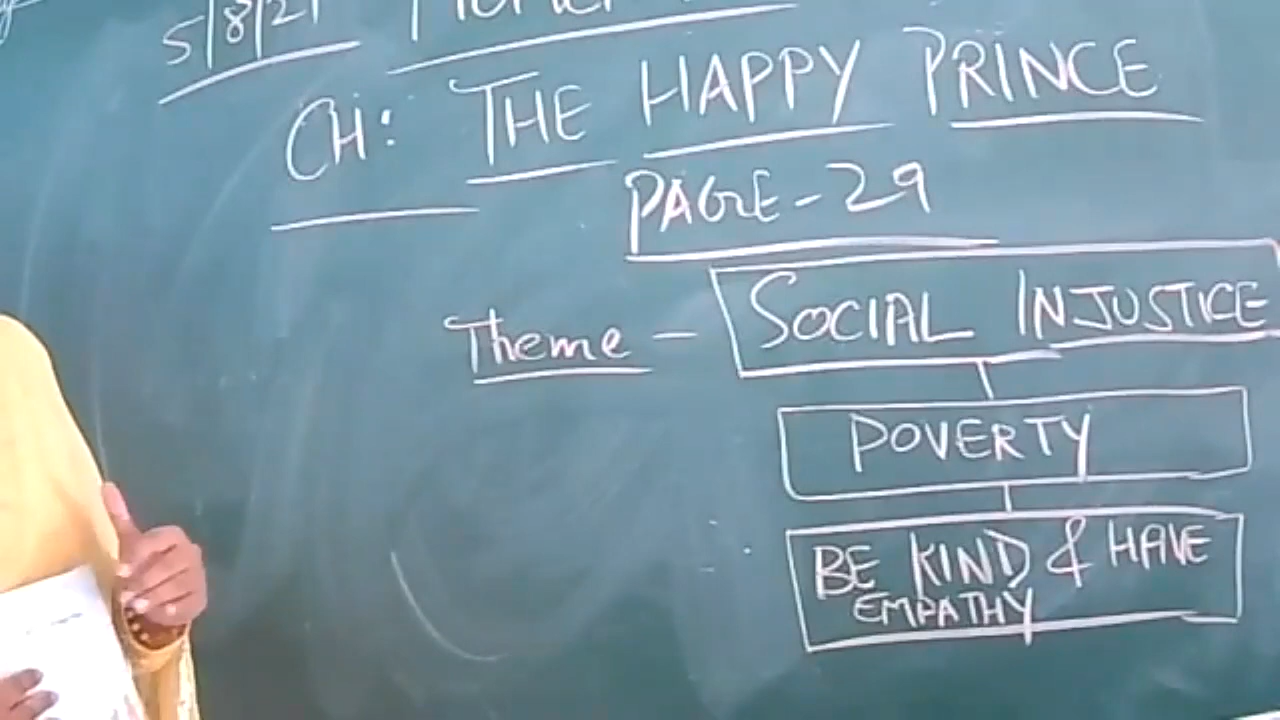 5/8/21
CH: THE HAPPY PRINCE
PAGE-29
Theme - SOCIAL INJUSTICE
POVERTY
BE KIND & HAVE
EMPATHY